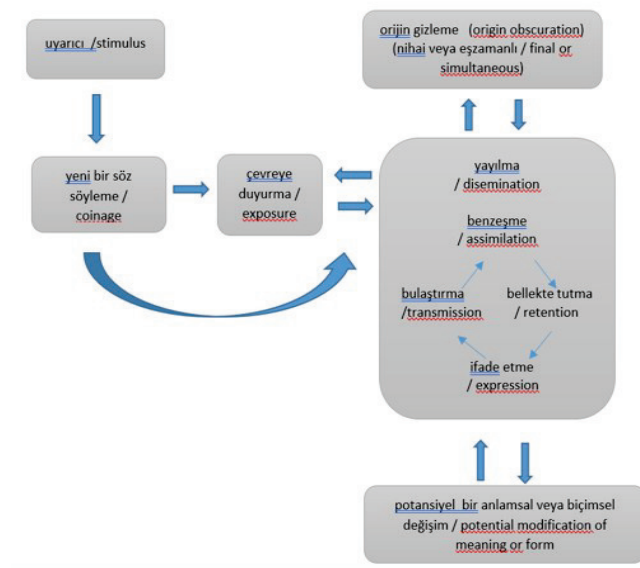 uyarıcı /stimulus
orijin gizleme (origin obscuration)
(nihai veya eşzamanlı / final or
simultaneous)
yeni bir söz
söyleme /
coinage
çevreye
duyurma /
exposure
yayılma
/ disemination
benzeşme
/ assimilation
bulaştırma
/transmission
bellekte tutma
/ retention
ifade etme
/ expression
potansiyel bir anlamsal veya biçimsel
değişim / potential modification of
meaning or form